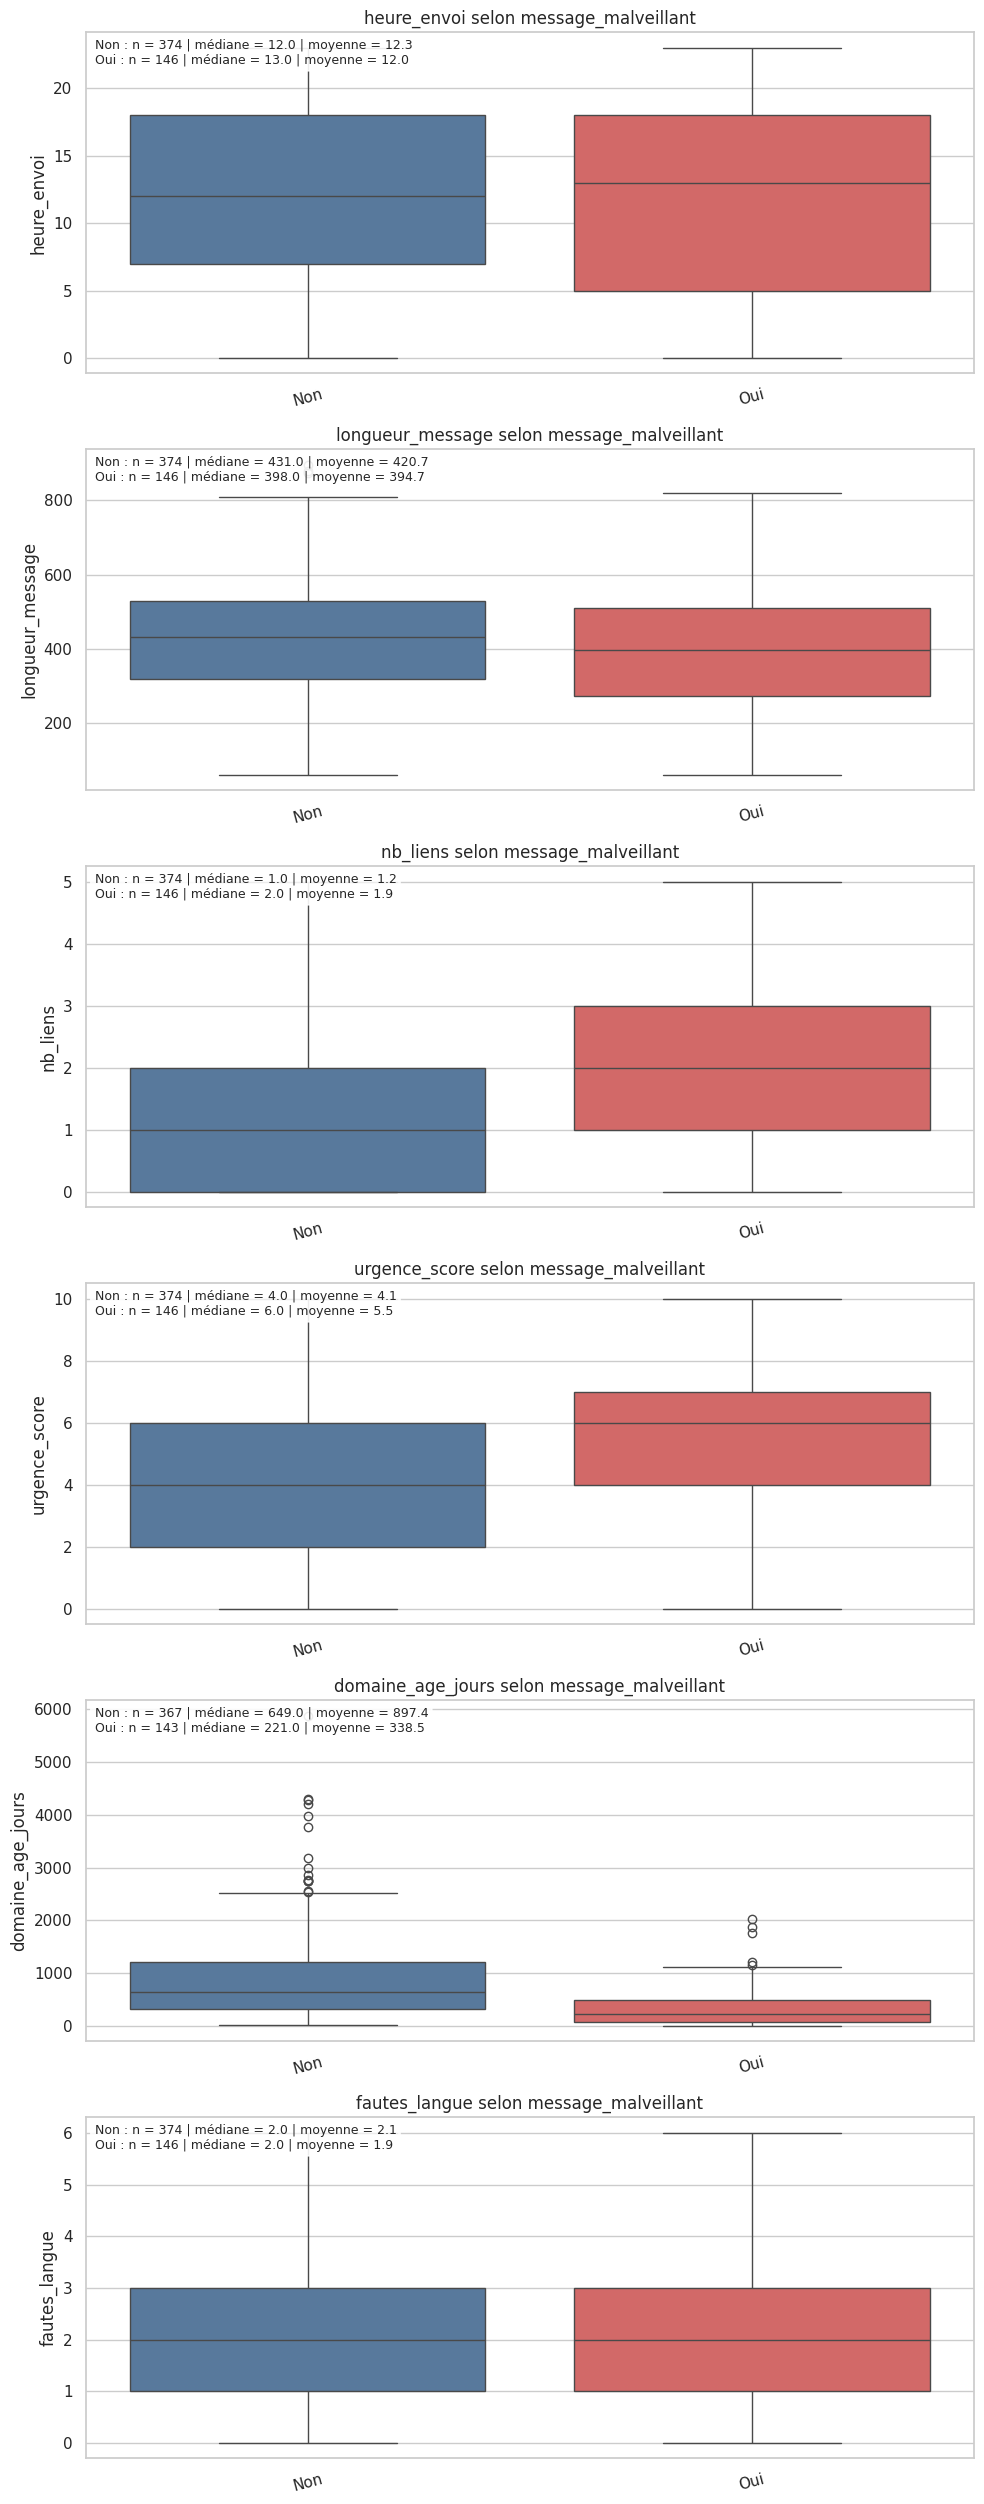 heure_envoi selon message_malveillant
Non : n = 374 | médiane = 12.0 | moyenne = 12.3
Oui : n = 146 | médiane = 13.0 | moyenne = 12.0
20
15
10
5
0
heure_envoi
Non
Oui
longueur_message selon message_malveillant
Non : n = 374 | médiane = 431.0 | moyenne = 420.7
Oui : n = 146 | médiane = 398.0 | moyenne = 394.7
800
600
400
200
longueur_message
Non
Oui
nb_liens selon message_malveillant
Non : n = 374 | médiane = 1.0 | moyenne = 1.2
Oui : n = 146 | médiane = 2.0 | moyenne = 1.9
5
4
3
2
1
0
nb_liens
Non
Oui
urgence_score selon message_malveillant
Non : n = 374 | médiane = 4.0 | moyenne = 4.1
Oui : n = 146 | médiane = 6.0 | moyenne = 5.5
10
8
6
4
2
0
urgence_score
Non
Oui
domaine_age_jours selon message_malveillant
Non : n = 367 | médiane = 649.0 | moyenne = 897.4
Oui : n = 143 | médiane = 221.0 | moyenne = 338.5
6000
5000
4000
3000
2000
1000
0
domaine_age_jours
Non
Oui
fautes_langue selon message_malveillant
Non : n = 374 | médiane = 2.0 | moyenne = 2.1
Oui : n = 146 | médiane = 2.0 | moyenne = 1.9
6
5
4
3
2
1
0
fautes_langue
Non
Oui